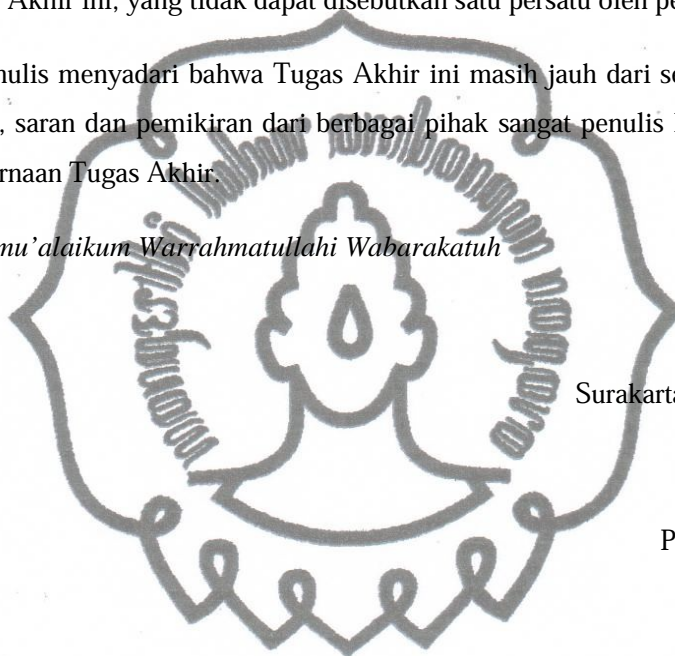 Akhir ini, yang tidak dapat disebutkan satu persatu oleh pe
nulis menyadari bahwa Tugas Akhir ini masih jauh dari se
, saran dan pemikiran dari berbagai pihak sangat penulis
rnaan Tugas Akhir.
mu’alaikum Warrahmatullahi Wabarakatuh
Surakarta
P